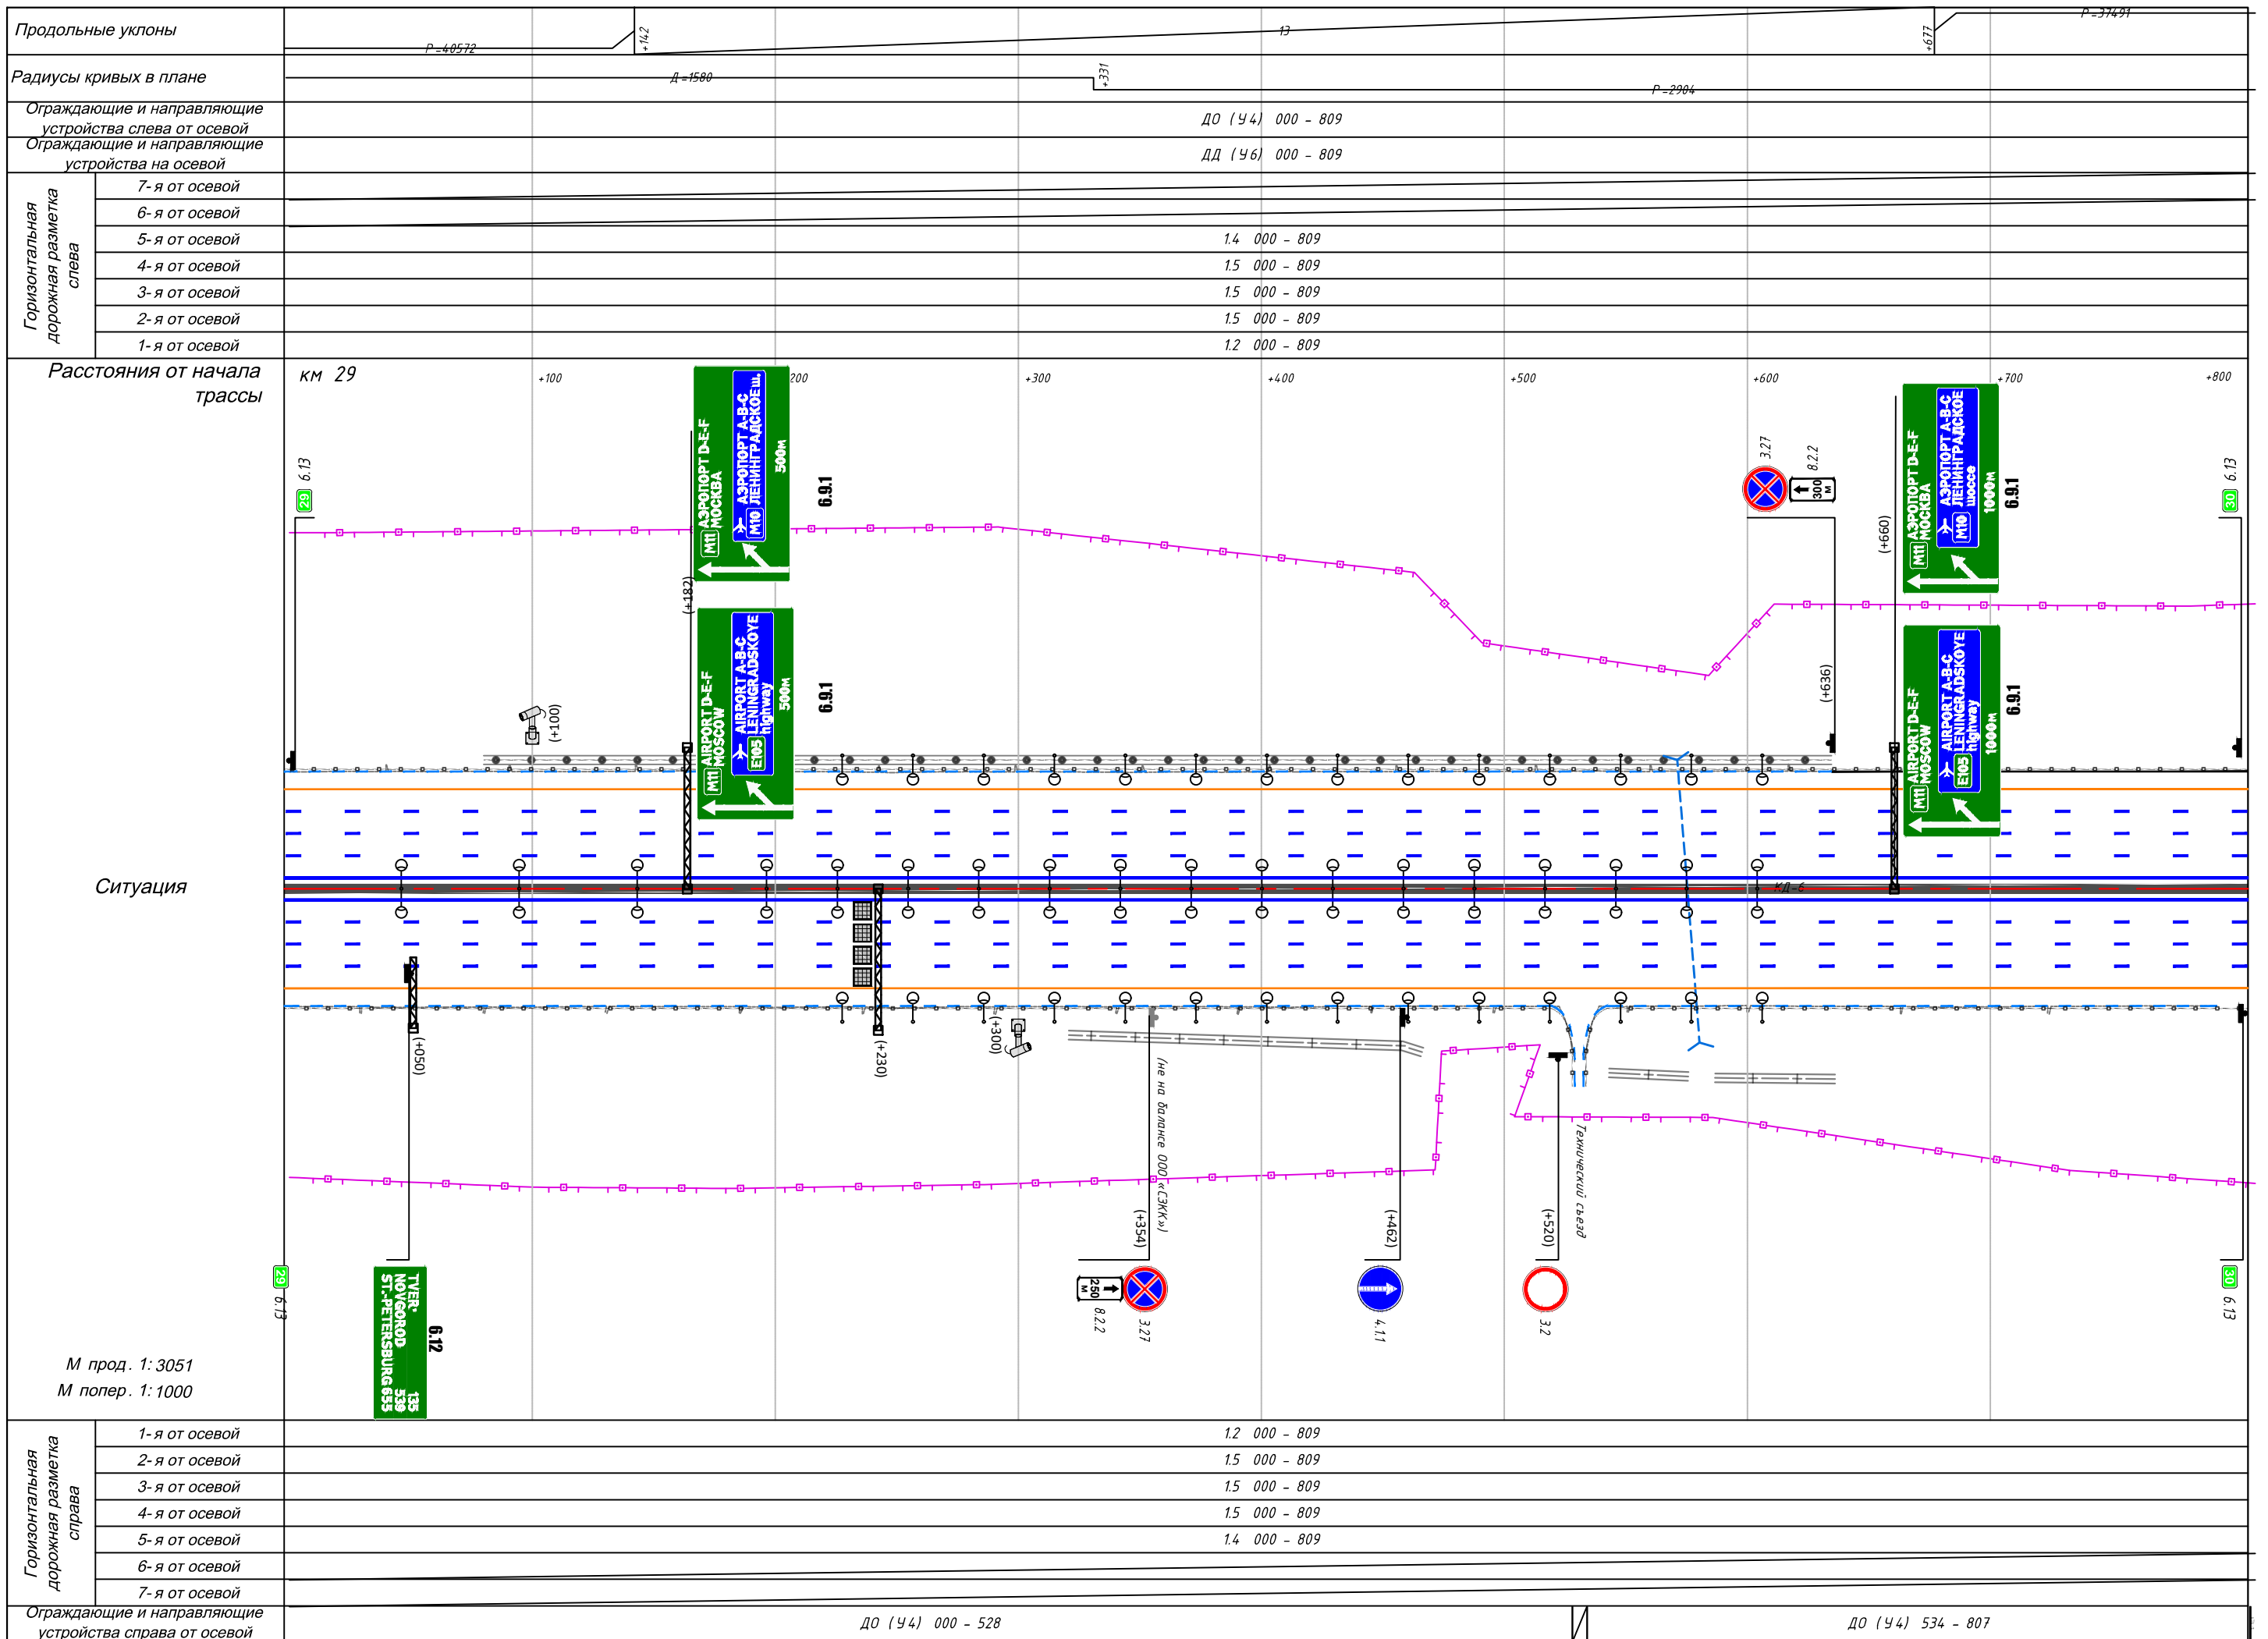 Продольные уклоны
Р=40572
+142
13
+677
Р=37491
Радиусы кривых в плане
Д=1580
+331
Р=2904
Ограждающие и направляющие
устройства слева от осевой
ДО (У4) 000 - 809
Ограждающие и направляющие
устройства на осевой
ДД (У6) 000 - 809
Горизонтальная
дорожная разметка
слева
7-я от осевой
6-я от осевой
5-я от осевой
1.4 000 - 809
4-я от осевой
1.5 000 - 809
3-я от осевой
1.5 000 - 809
2-я от осевой
1.5 000 - 809
1-я от осевой
1.2 000 - 809
Расстояния от начала
трассы
км 29
+100
200
+300
+400
+500
+600
+700
+800
29
6.13
М11 АЭРОПОРТ D-E-F
МОСКВА
АЭРОПОРТ А-В-С
М10 ЛЕНИНГРАДСКОЕ ш.
500м
6.9.1
(+182)
М11 AIRPORT D-E-F
MOSCOW
AIRPORT A-B-C
LENINGRADSKOYE
E105 highway
500м
6.9.1
(+100)
3.27
8.2.2
300
м
(+636)
(+660)
М11 АЭРОПОРТ D-E-F
МОСКВА
АЭРОПОРТ А-В-С
ЛЕНИНГРАДСКОЕ
М10 шоссе
1000м
6.9.1
М11 AIRPORT D-E-F
MOSCOW
AIRPORT A-B-C
LENINGRADSKOYE
E105 highway
1000м
6.9.1
30
6.13
Ситуация
КД-6
(+050)
(+230)
(+300)
(не на балансе ООО «СЗКК»)
(+354)
(+462)
(+520)
Технический съезд
29
6.13
TVER'
135
NOVGOROD
539
ST.-PETERSBURG 655
6.12
250
м
8.2.2
3.27
4.1.1
3.2
30
6.13
М прод. 1: 3051
М попер. 1: 1000
Горизонтальная
дорожная разметка
справа
1-я от осевой
1.2 000 - 809
2-я от осевой
1.5 000 - 809
3-я от осевой
1.5 000 - 809
4-я от осевой
1.5 000 - 809
5-я от осевой
1.4 000 - 809
6-я от осевой
7-я от осевой
Ограждающие и направляющие
устройства справа от осевой
ДО (У4) 000 - 528
ДО (У4) 534 - 807